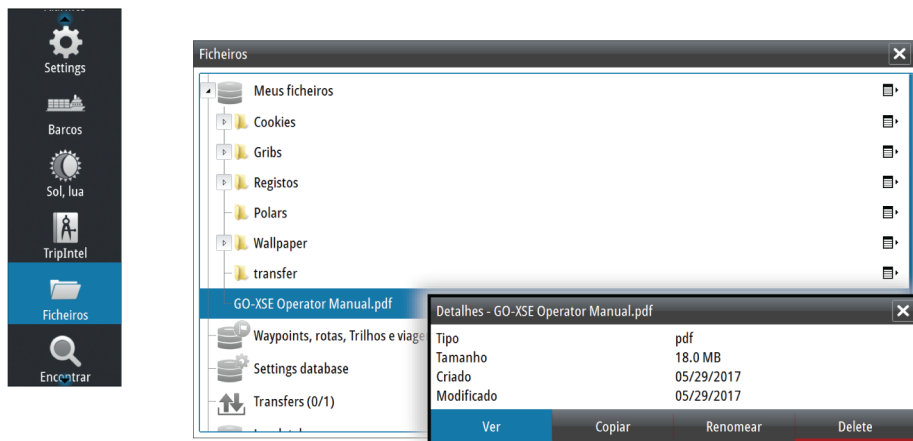 Settings
Barcos
Sol, lua
TripIntel
Ficheiros
Encontrar
Ficheiros
Meus ficheiros
Cookies
Gribs
Registos
Polars
Wallpaper
transfer
GO-XSE Operator Manual.pdf
Waypoints, rotas, Trilhos e viage
Settings database
Transfers (0/1)
Detalhes - GO-XSE Operator Manual.pdf
Tipo pdf
Tamanho 18.0 MB
Criado 05/29/2017
Modificado 05/29/2017
Ver Copiar Renomear Delete